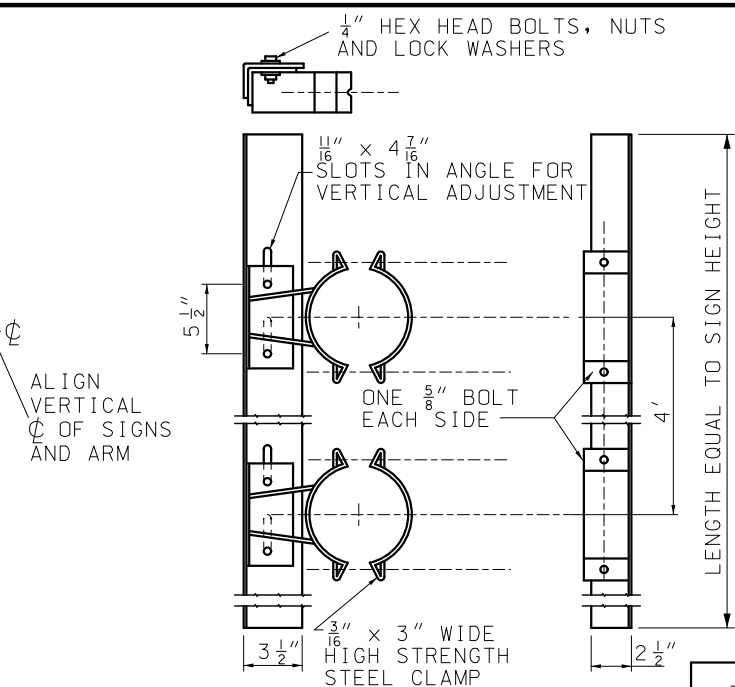 1/4" HEX HEAD BOLTS, NUTS
AND LOCK WASHERS
11/16" x 4 7/16"
SLOTS IN ANGLE FOR
VERTICAL ADJUSTMENT
5 1/2"
℄
ALIGN
VERTICAL
℄ OF SIGNS
AND ARM
ONE 5/8" BOLT
EACH SIDE
4'
LENGTH EQUAL TO SIGN HEIGHT
3 1/2"
3/16" x 3" WIDE
HIGH STRENGTH
STEEL CLAMP
2 1/2"